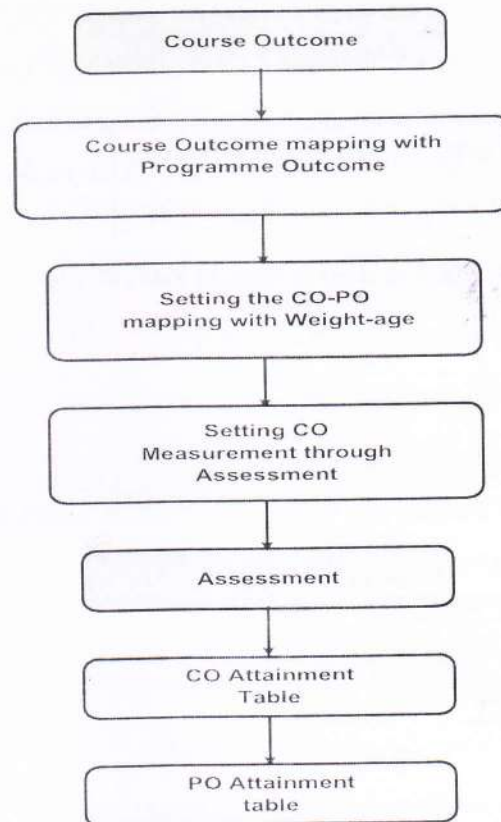 Course Outcome
Course Outcome mapping with
Programme Outcome
Setting the CO-PO
mapping with Weight-age
Setting CO
Measurement through
Assessment
Assessment
CO Attainment
Table
PO Attainment
table